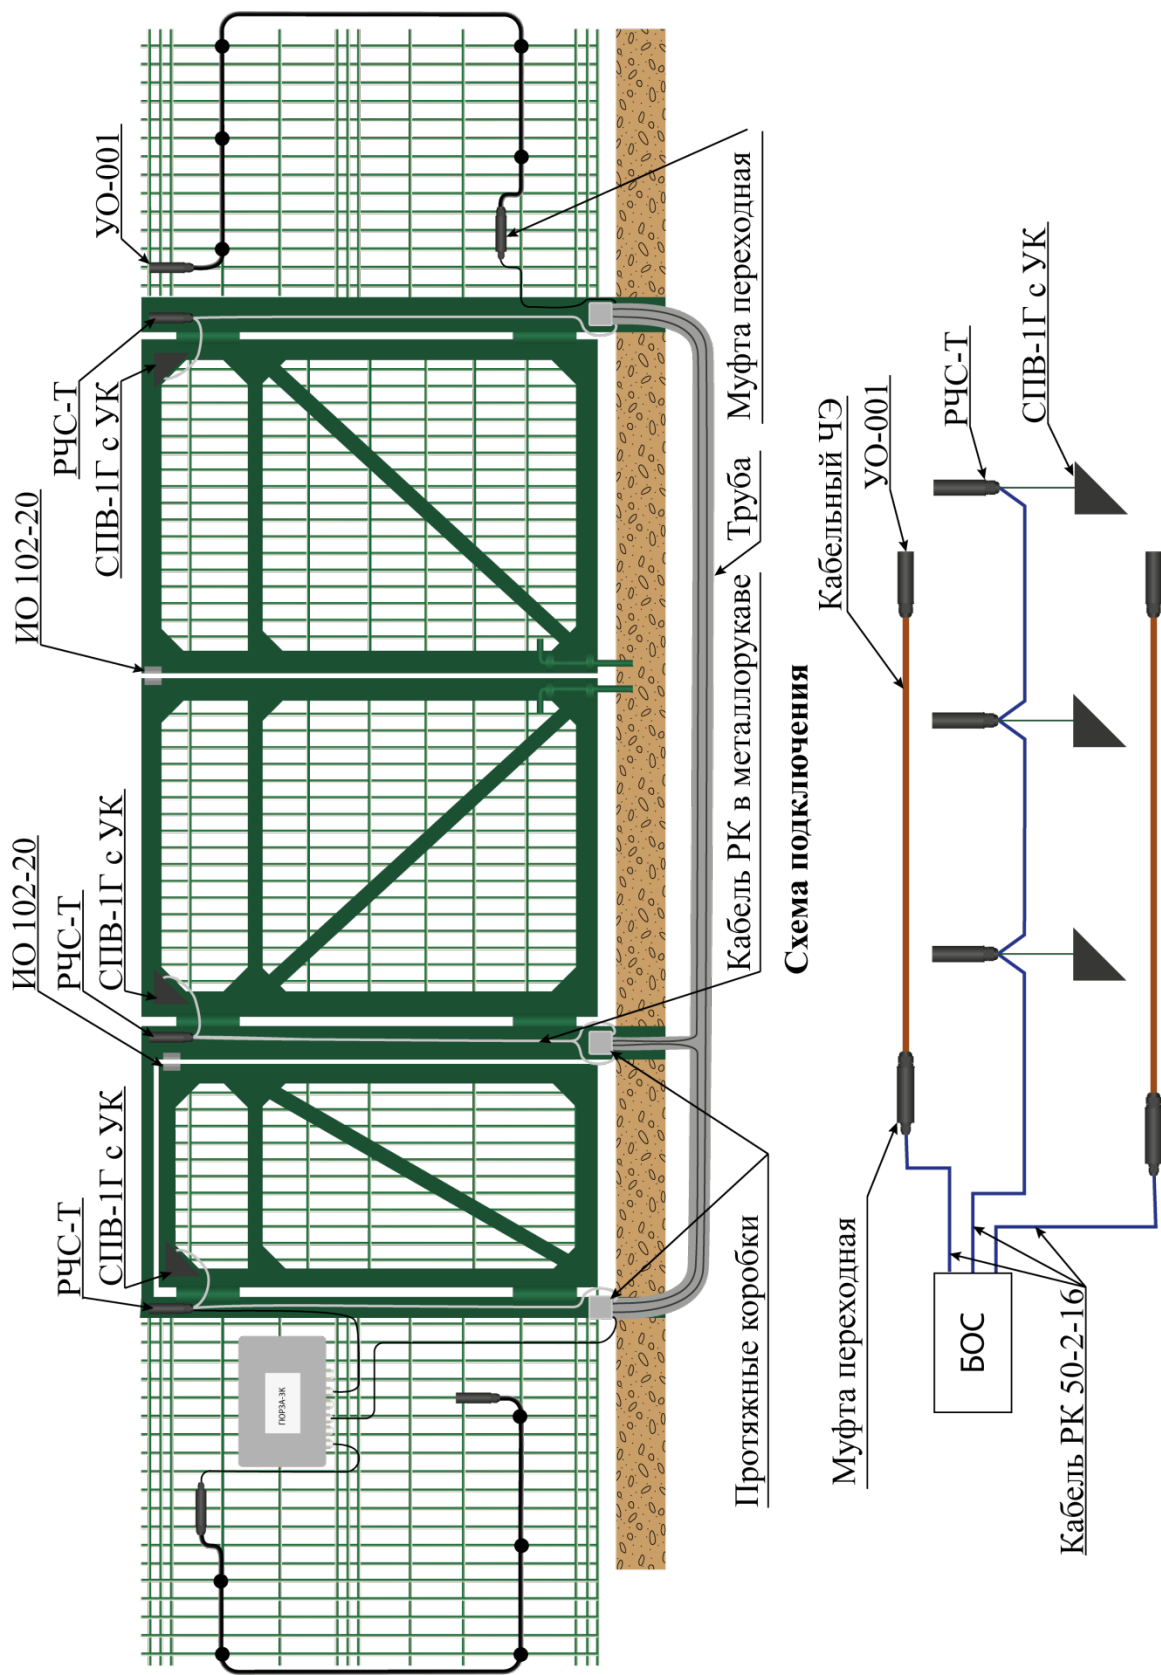 ИО 102-20
ИО 102-20
УО-001
РЧС-Т
СПВ-1Г с УК
РЧС-Т
СПВ-1Г с УК
РЧС-Т
СПВ-1Г с УК
ГЮРЗА-3К
Протяжные коробки
Кабель РК в металлорукаве
Труба
Муфта переходная
Схема подключения
Муфта переходная
Кабельный ЧЭ
УО-001
РЧС-Т
БОС
СПВ-1Г с УК
Кабель РК 50-2-16